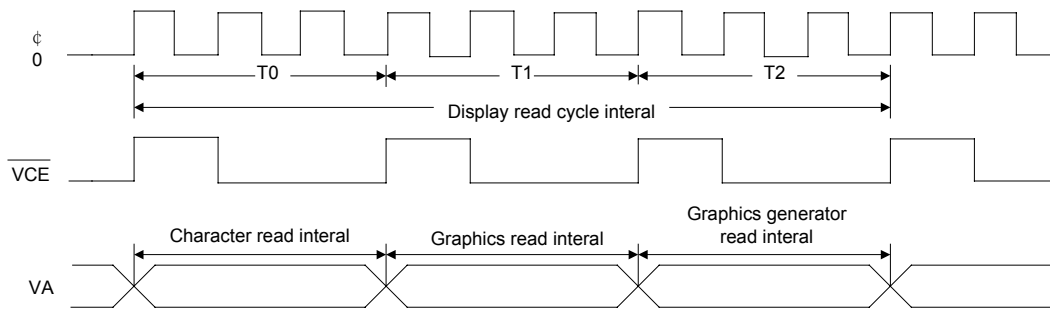 ¢
0
T0
T1
T2
Display read cycle interal
VCE
Graphics generator
read interal
Character read interal
Graphics read interal
VA